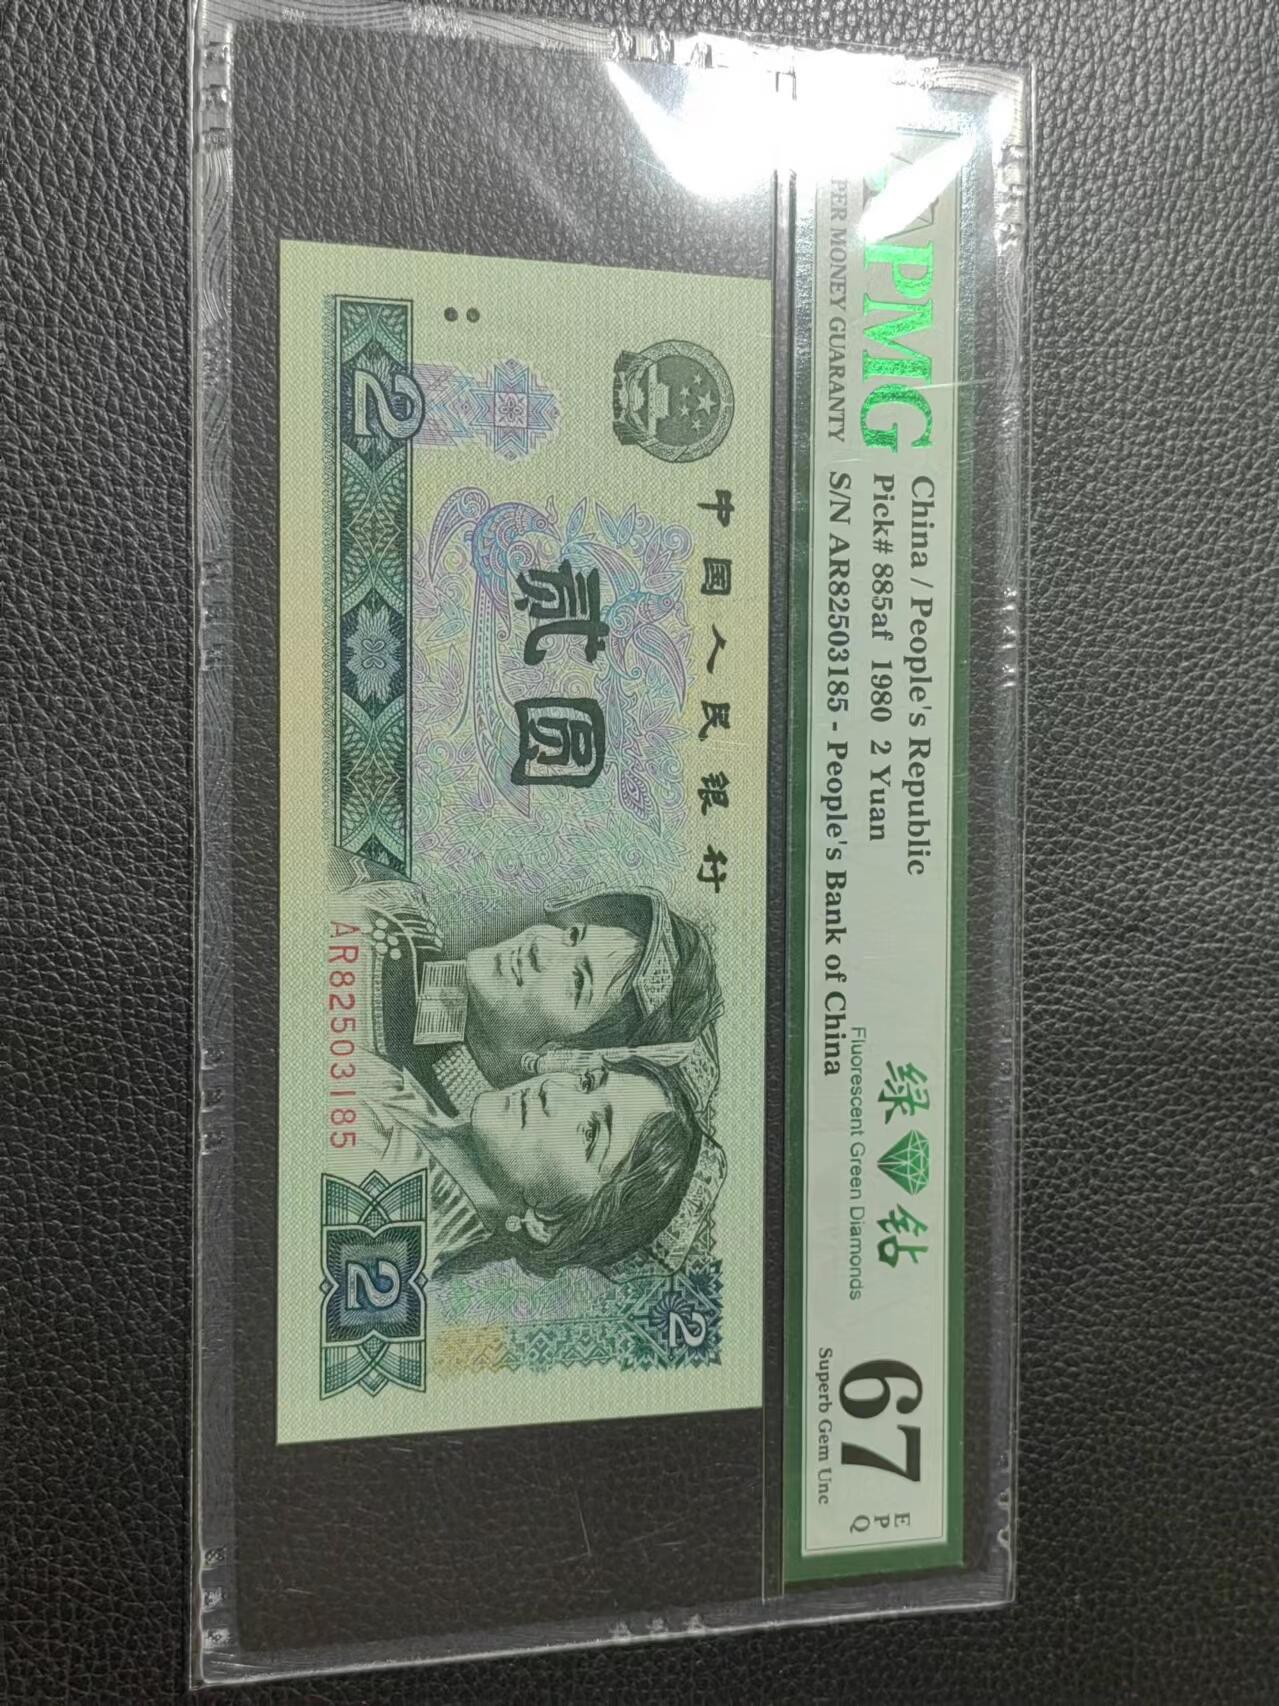 PMG
PER MONEY GUARANTY
China / People's Republic
Pick# 885af 1980 2 Yuan
S/N AR82503185 - People's Bank of China
绿钻
Fluorescent Green Diamonds
67
EPQ
Superb Gem Unc
中国人民银行
贰圆
2
AR82503185
2
2